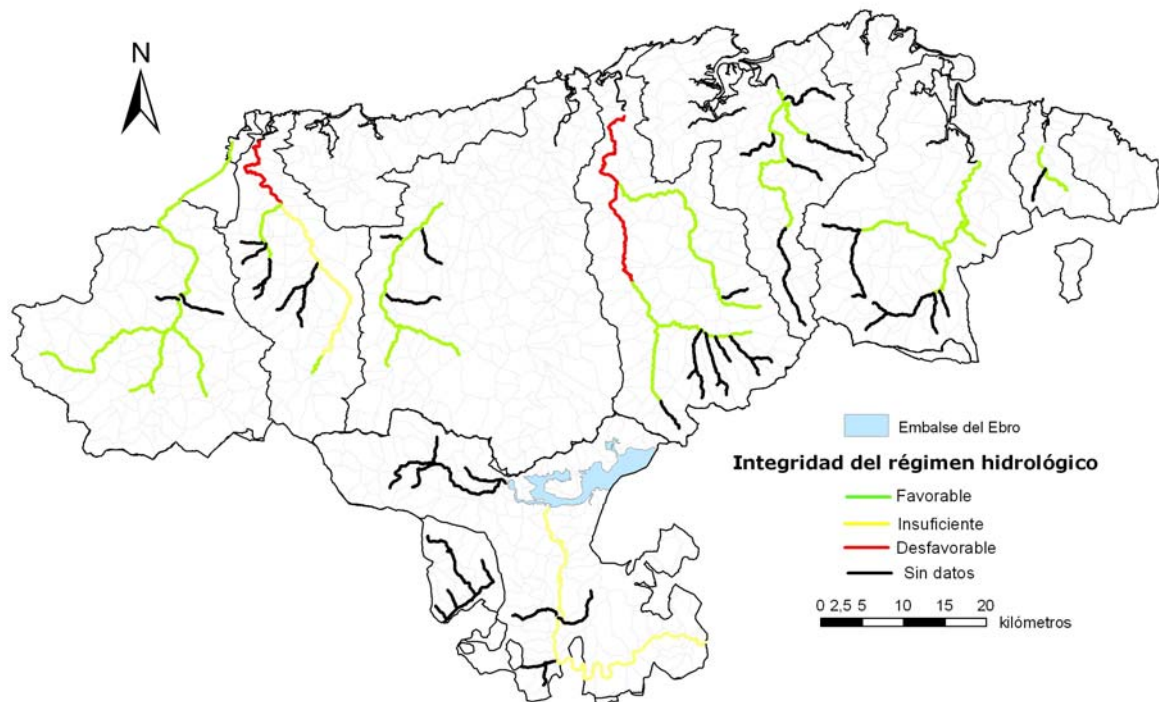 N
Embalse del Ebro
Integridad del régimen hidrológico
Favorable
Insuficiente
Desfavorable
Sin datos
0 2,5 5 10 15 20
kilómetros